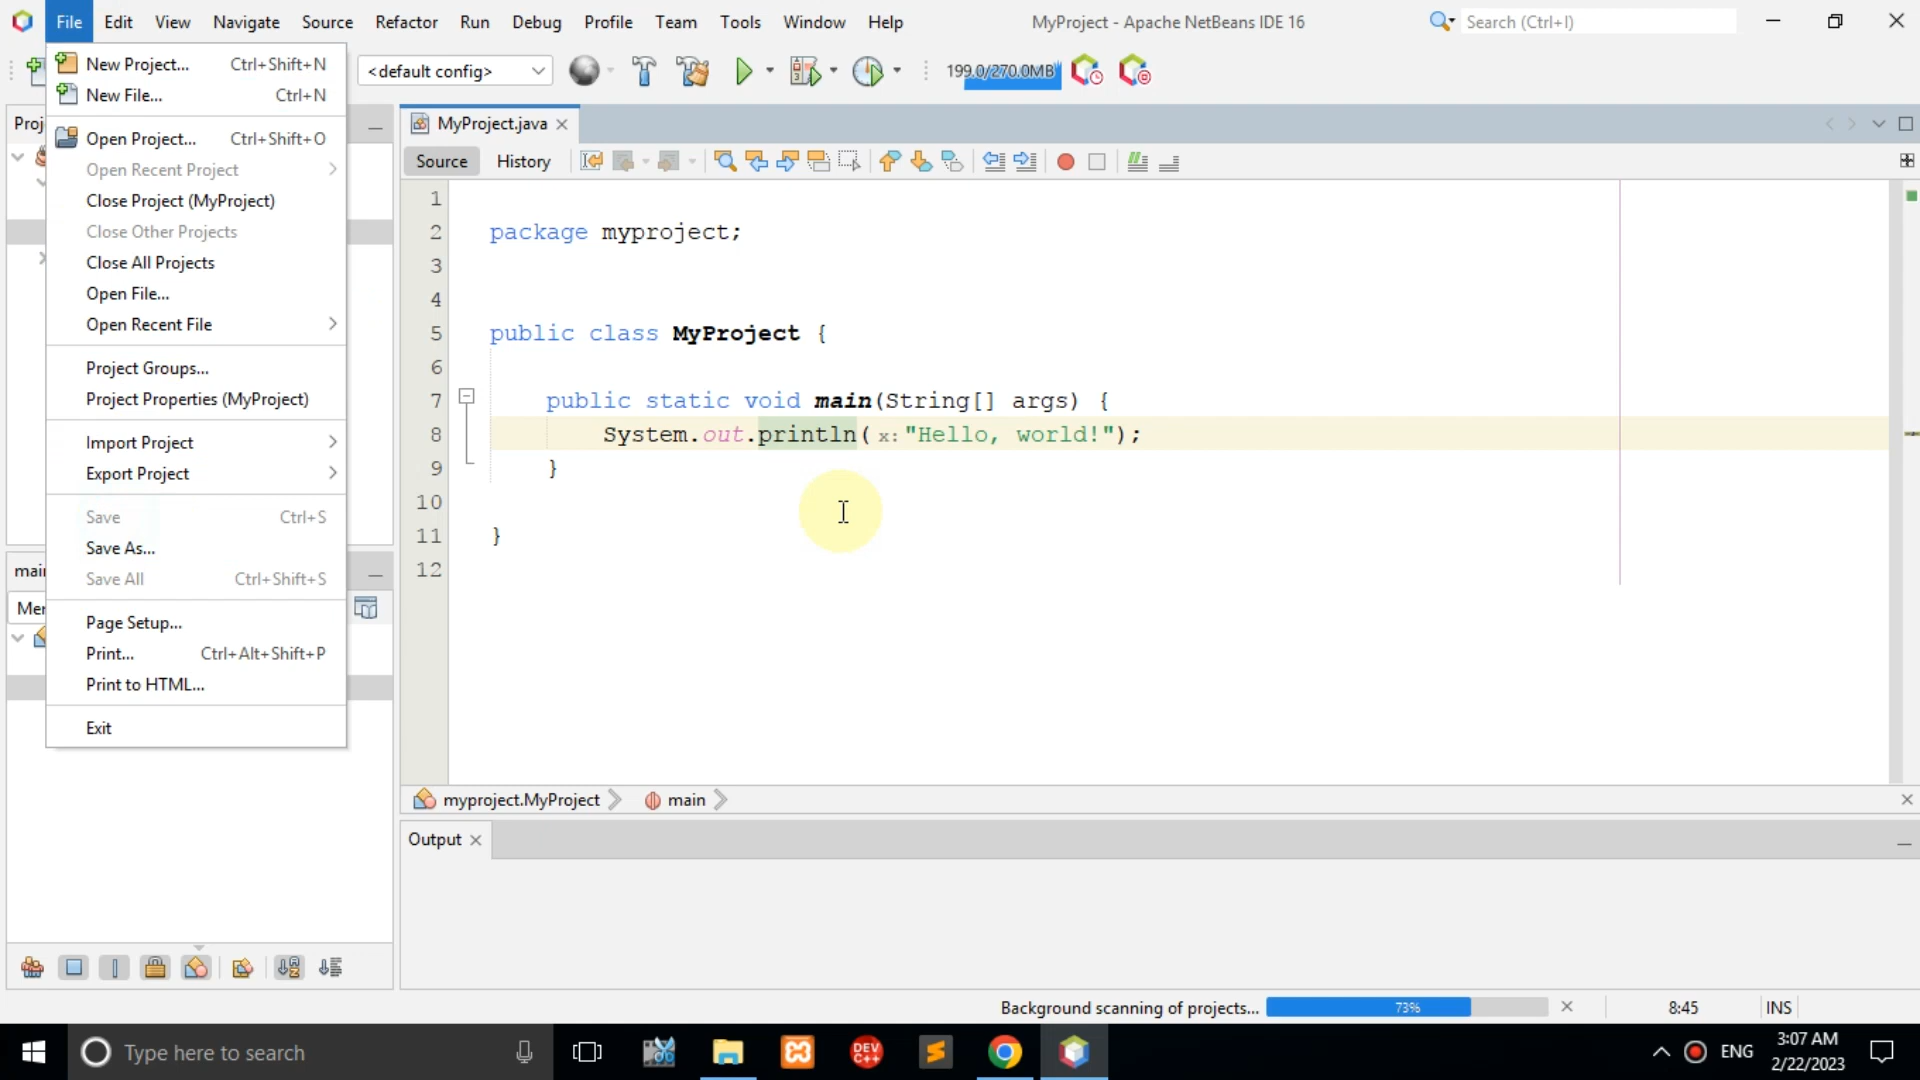 File Edit View Navigate Source Refactor Run Debug Profile Team Tools Window Help MyProject - Apache NetBeans IDE 16 Search (Ctrl+I)
New Project... Ctrl+Shift+N
New File... Ctrl+N
Open Project... Ctrl+Shift+O
Open Recent Project
Close Project (MyProject)
Close Other Projects
Close All Projects
Open File...
Open Recent File
Project Groups...
Project Properties (MyProject)
Import Project
Export Project
Save Ctrl+S
Save As...
Save All Ctrl+Shift+S
Page Setup...
Print... Ctrl+Alt+Shift+P
Print to HTML...
Exit
<default config>
199.0/270.0MB
MyProject.java
Source History
1
2 package myproject;
3
4
5 public class MyProject {
6
7 public static void main(String[] args) {
8 System.out.println( x: "Hello, world!");
9 }
10
11 }
12
myproject.MyProject main
Output
Background scanning of projects... 73% 8:45 INS
Type here to search
DEV C++
ENG
3:07 AM
2/22/2023